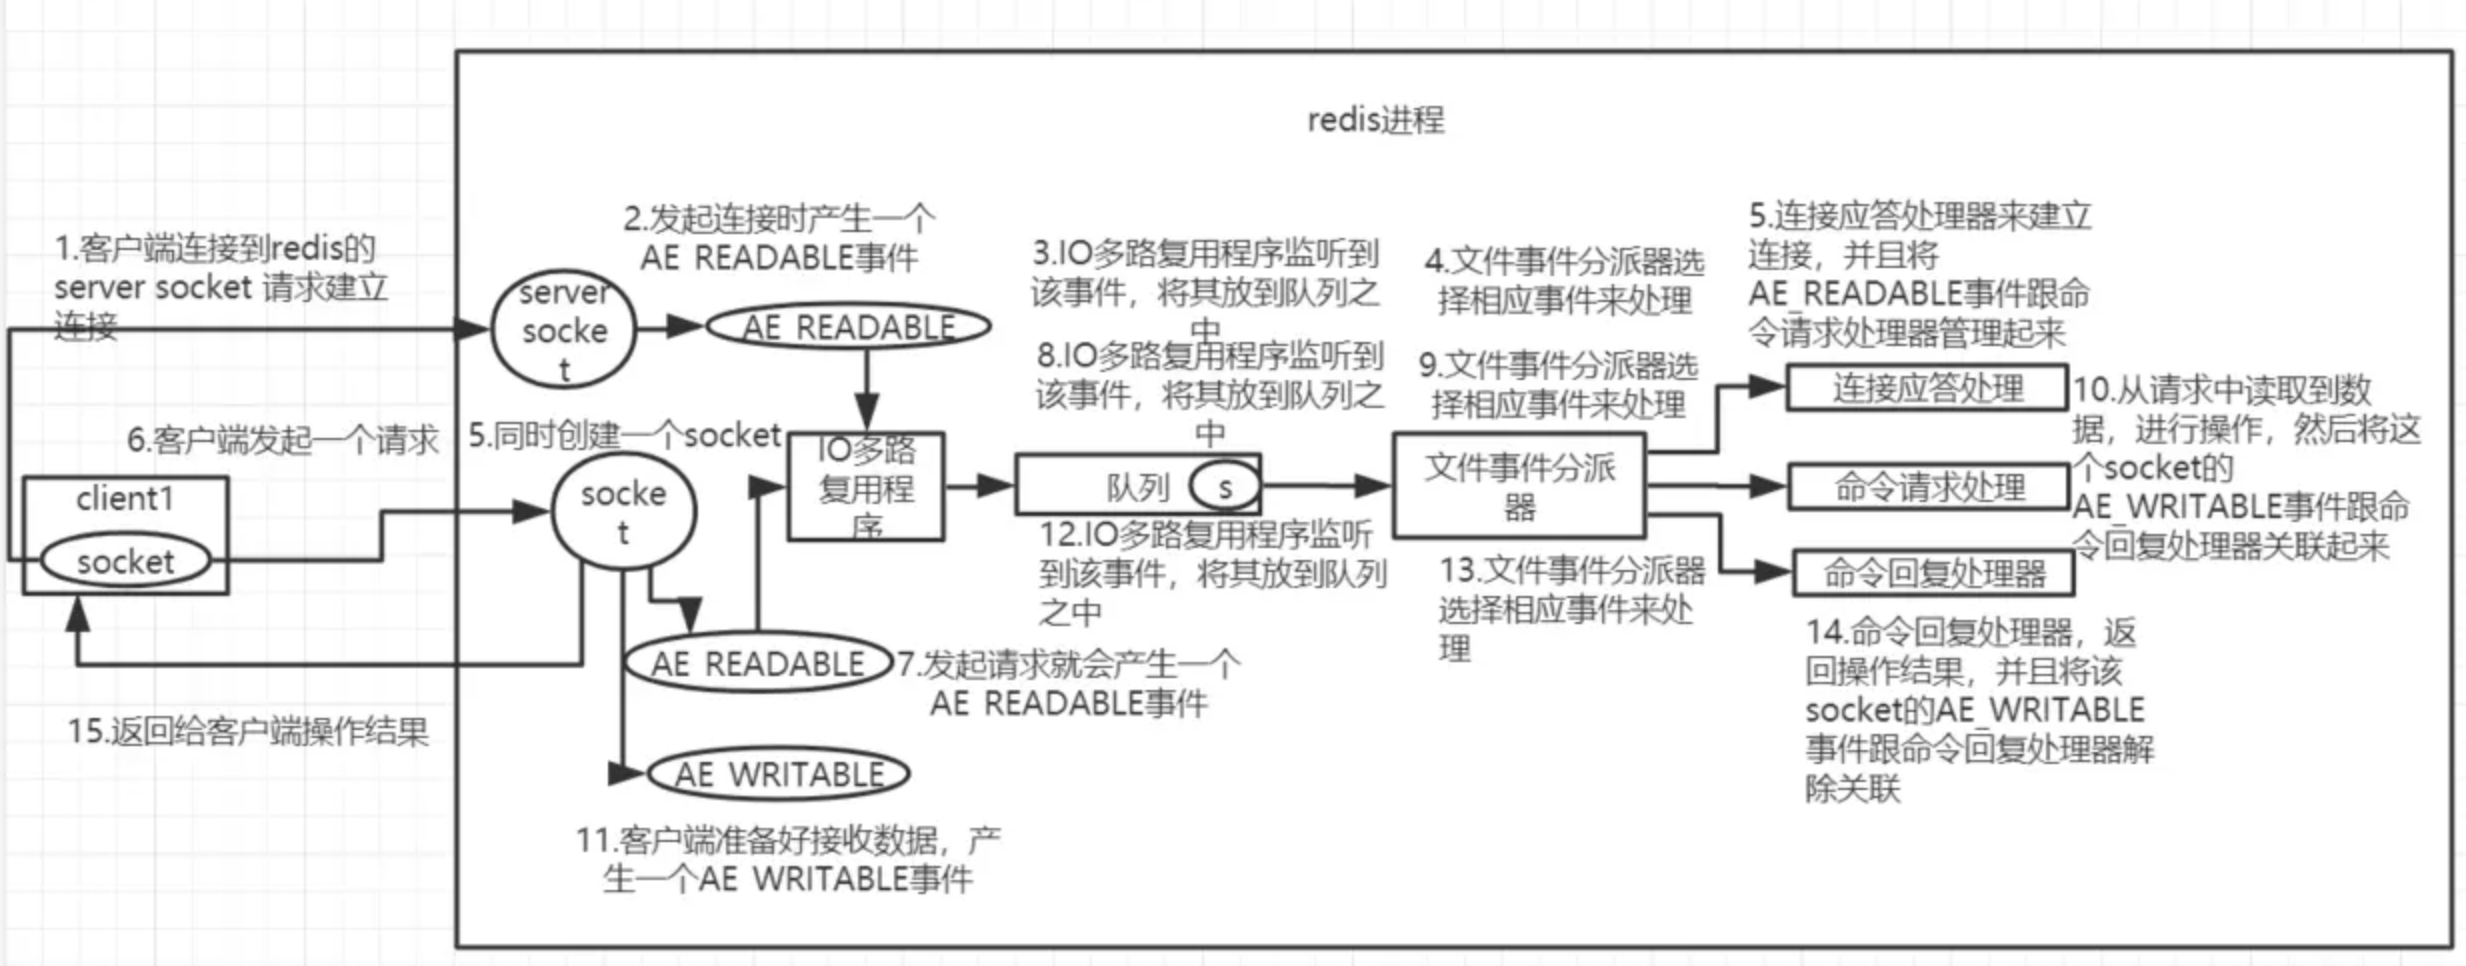 redis进程
1.客户端连接到redis的
server socket 请求建立
连接
2.发起连接时产生一个
AE_READABLE事件
server
socke
t
AE_READABLE
3.IO多路复用程序监听到
该事件，将其放到队列之
中
4.文件事件分派器选
择相应事件来处理
5.连接应答处理器来建立
连接，并且将
AE_READABLE事件跟命
令请求处理器管理起来
8.IO多路复用程序监听到
该事件，将其放到队列之
中
9.文件事件分派器选
择相应事件来处理
连接应答处理
10.从请求中读取到数
据，进行操作，然后将这
个socket的
AE_WRITABLE事件跟命
令回复处理器关联起来
6.客户端发起一个请求
5.同时创建一个socket
client1
socket
socke
t
IO多路
复用程
序
队列
s
文件事件分派
器
命令请求处理
命令回复处理器
12.IO多路复用程序监听
到该事件，将其放到队列
之中
13.文件事件分派器
选择相应事件来处
理
AE_READABLE
7.发起请求就会产生一个
AE_READABLE事件
14.命令回复处理器，返
回操作结果，并且将该
socket的AE_WRITABLE
事件跟命令回复处理器解
除关联
15.返回给客户端操作结果
AE_WRITABLE
11.客户端准备好接收数据，产
生一个AE_WRITABLE事件